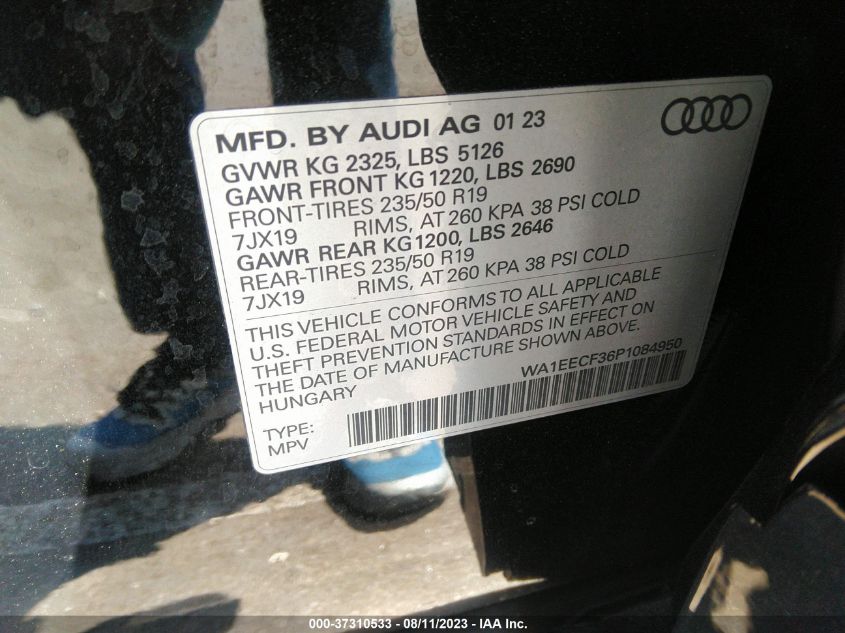 MFD. BY AUDI AG 01 23
GVWR KG 2325, LBS 5126
GAWR FRONT KG 1220, LBS 2690
FRONT-TIRES 235/50 R19
7JX19 RIMS, AT 260 KPA 38 PSI COLD
GAWR REAR KG 1200, LBS 2646
REAR-TIRES 235/50 R19
7JX19 RIMS, AT 260 KPA 38 PSI COLD
THIS VEHICLE CONFORMS TO ALL APPLICABLE
U.S. FEDERAL MOTOR VEHICLE SAFETY AND
THEFT PREVENTION STANDARDS IN EFFECT ON
THE DATE OF MANUFACTURE SHOWN ABOVE.
HUNGARY WA1EECF36P1084950
TYPE:
MPV
000-37310533 - 08/11/2023 - IAA Inc.